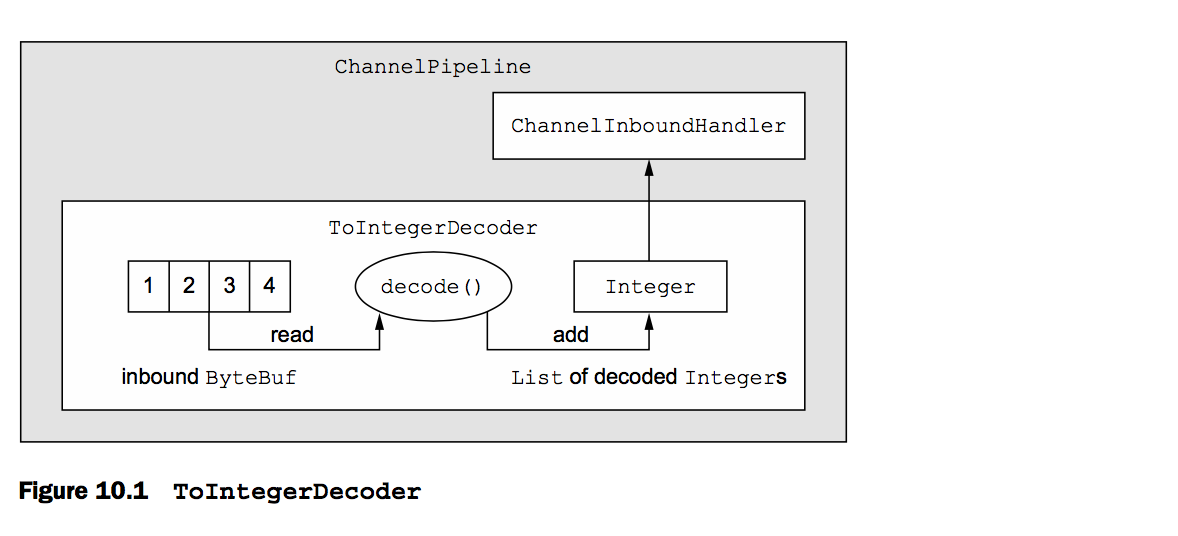 ChannelPipeline
ChannelInboundHandler
ToIntegerDecoder
1 2 3 4
decode()
Integer
read
add
inbound ByteBuf
List of decoded Integers
Figure 10.1 ToIntegerDecoder